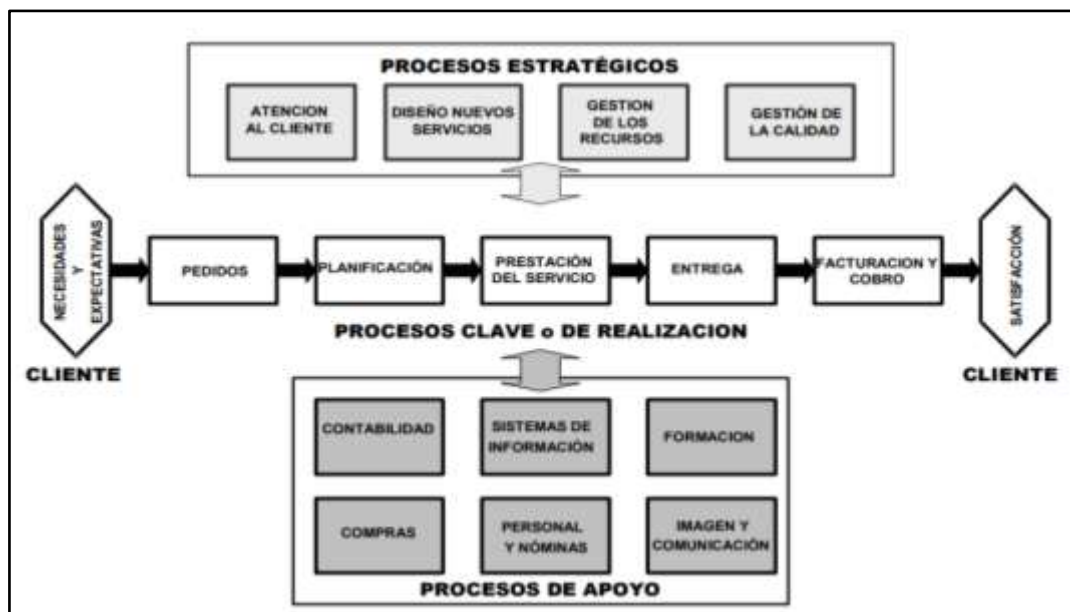 PROCESOS ESTRATÉGICOS
ATENCION
AL CLIENTE
DISEÑO NUEVOS
SERVICIOS
GESTION
DE LOS
RECURSOS
GESTIÓN DE
LA CALIDAD
NECESIDADES
Y
EXPECTATIVAS
CLIENTE
PEDIDOS
PLANIFICACIÓN
PRESTACIÓN
DEL SERVICIO
ENTREGA
FACTURACION Y
COBRO
SATISFACCIÓN
CLIENTE
PROCESOS CLAVE o DE REALIZACION
CONTABILIDAD
SISTEMAS DE
INFORMACIÓN
FORMACION
COMPRAS
PERSONAL
Y NÓMINAS
IMAGEN Y
COMUNICACIÓN
PROCESOS DE APOYO